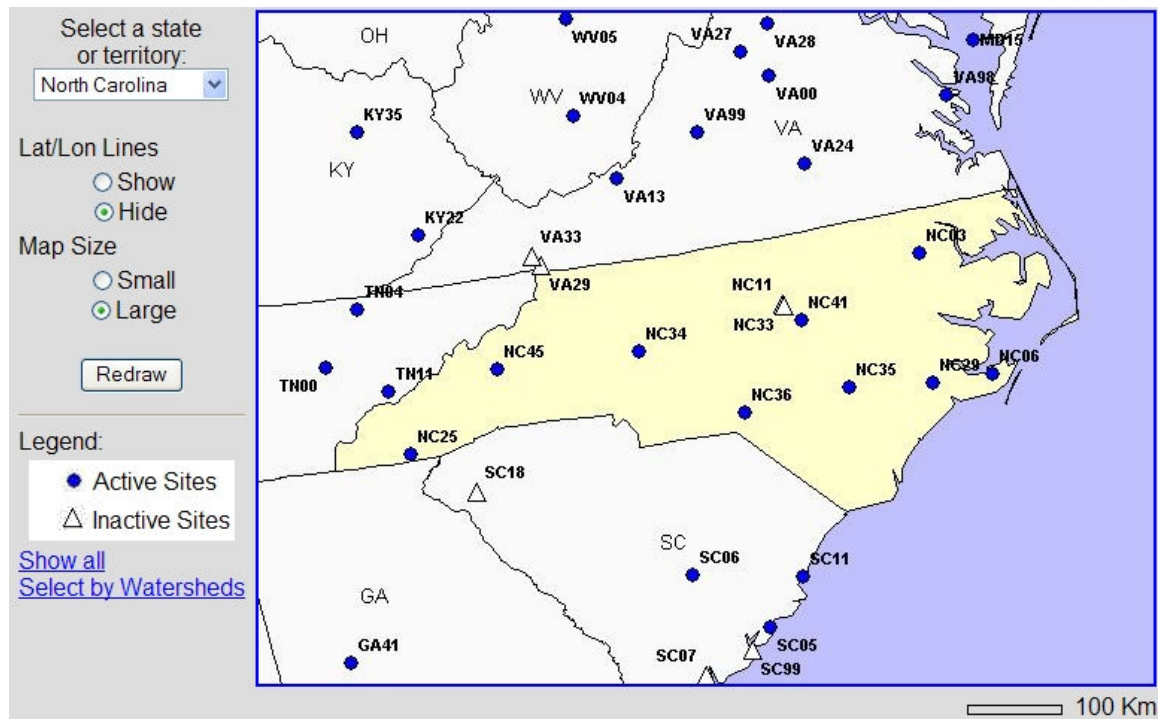 Select a state
or territory:
North Carolina
Lat/Lon Lines
Show
Hide
Map Size
Small
Large
Redraw
Legend:
Active Sites
Inactive Sites
Show all
Select by Watersheds
OH
WV05
VA27
VA28
MD15
KY35
WV
WV04
VA99
VA00
VA98
KY
VA
VA24
VA13
KY22
VA33
VA29
NC03
TN04
NC11
NC41
NC33
NC34
TN00
TN11
NC45
NC36
NC35
NC29
NC06
NC25
SC18
SC
SC06
SC11
GA
GA41
SC07
SC05
SC99
100 Km